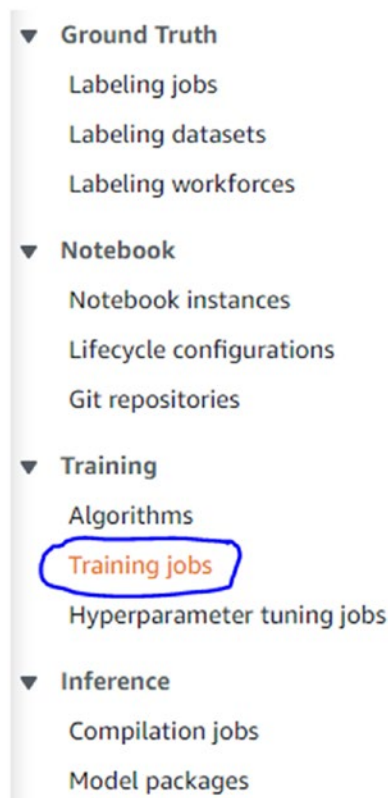 Ground Truth
Labeling jobs
Labeling datasets
Labeling workforces
Notebook
Notebook instances
Lifecycle configurations
Git repositories
Training
Algorithms
Training jobs
Hyperparameter tuning jobs
Inference
Compilation jobs
Model packages